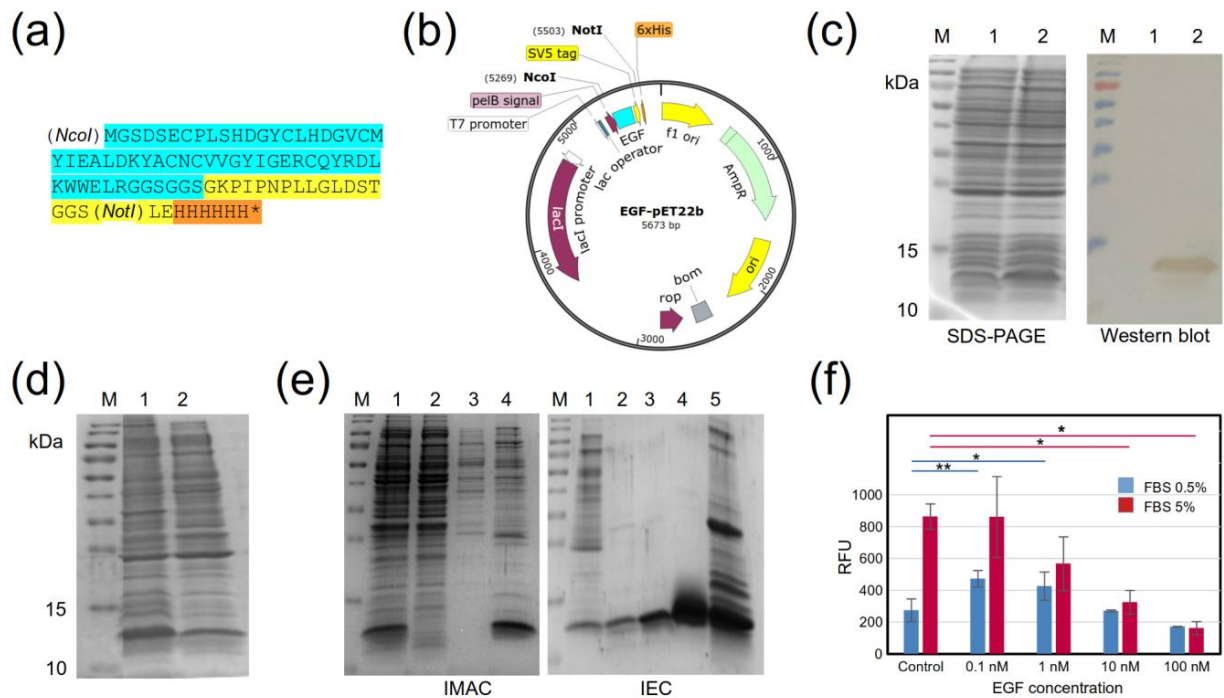 (a)
(NcoI) MGSDSECPLSHDGYCLHDGVCM
YIEALDKYACNCVVGYIGERCQYRDL
KWWELRGGSGGSGKPIPNPLLGLDST
GGS(NotI)LEHHHHHH*
(b)
(5503) NotI
6xHis
SV5 tag
(5269) NcoI
pelB signal
T7 promoter
EGF
lac operator
lacI promoter
lacI
f1 ori
AmpR
ori
bom
rop
1000
2000
3000
4000
5000
EGF-pET22b
5673 bp
(c)
M 1 2
M 1 2
kDa
15
10
SDS-PAGE
Western blot
(d)
M 1 2
kDa
15
10
(e)
M 1 2 3 4
M 1 2 3 4 5
IMAC
IEC
(f)
*
*
*
**
FBS 0.5%
FBS 5%
RFU
1000
800
600
400
200
0
Control 0.1 nM 1 nM 10 nM 100 nM
EGF concentration